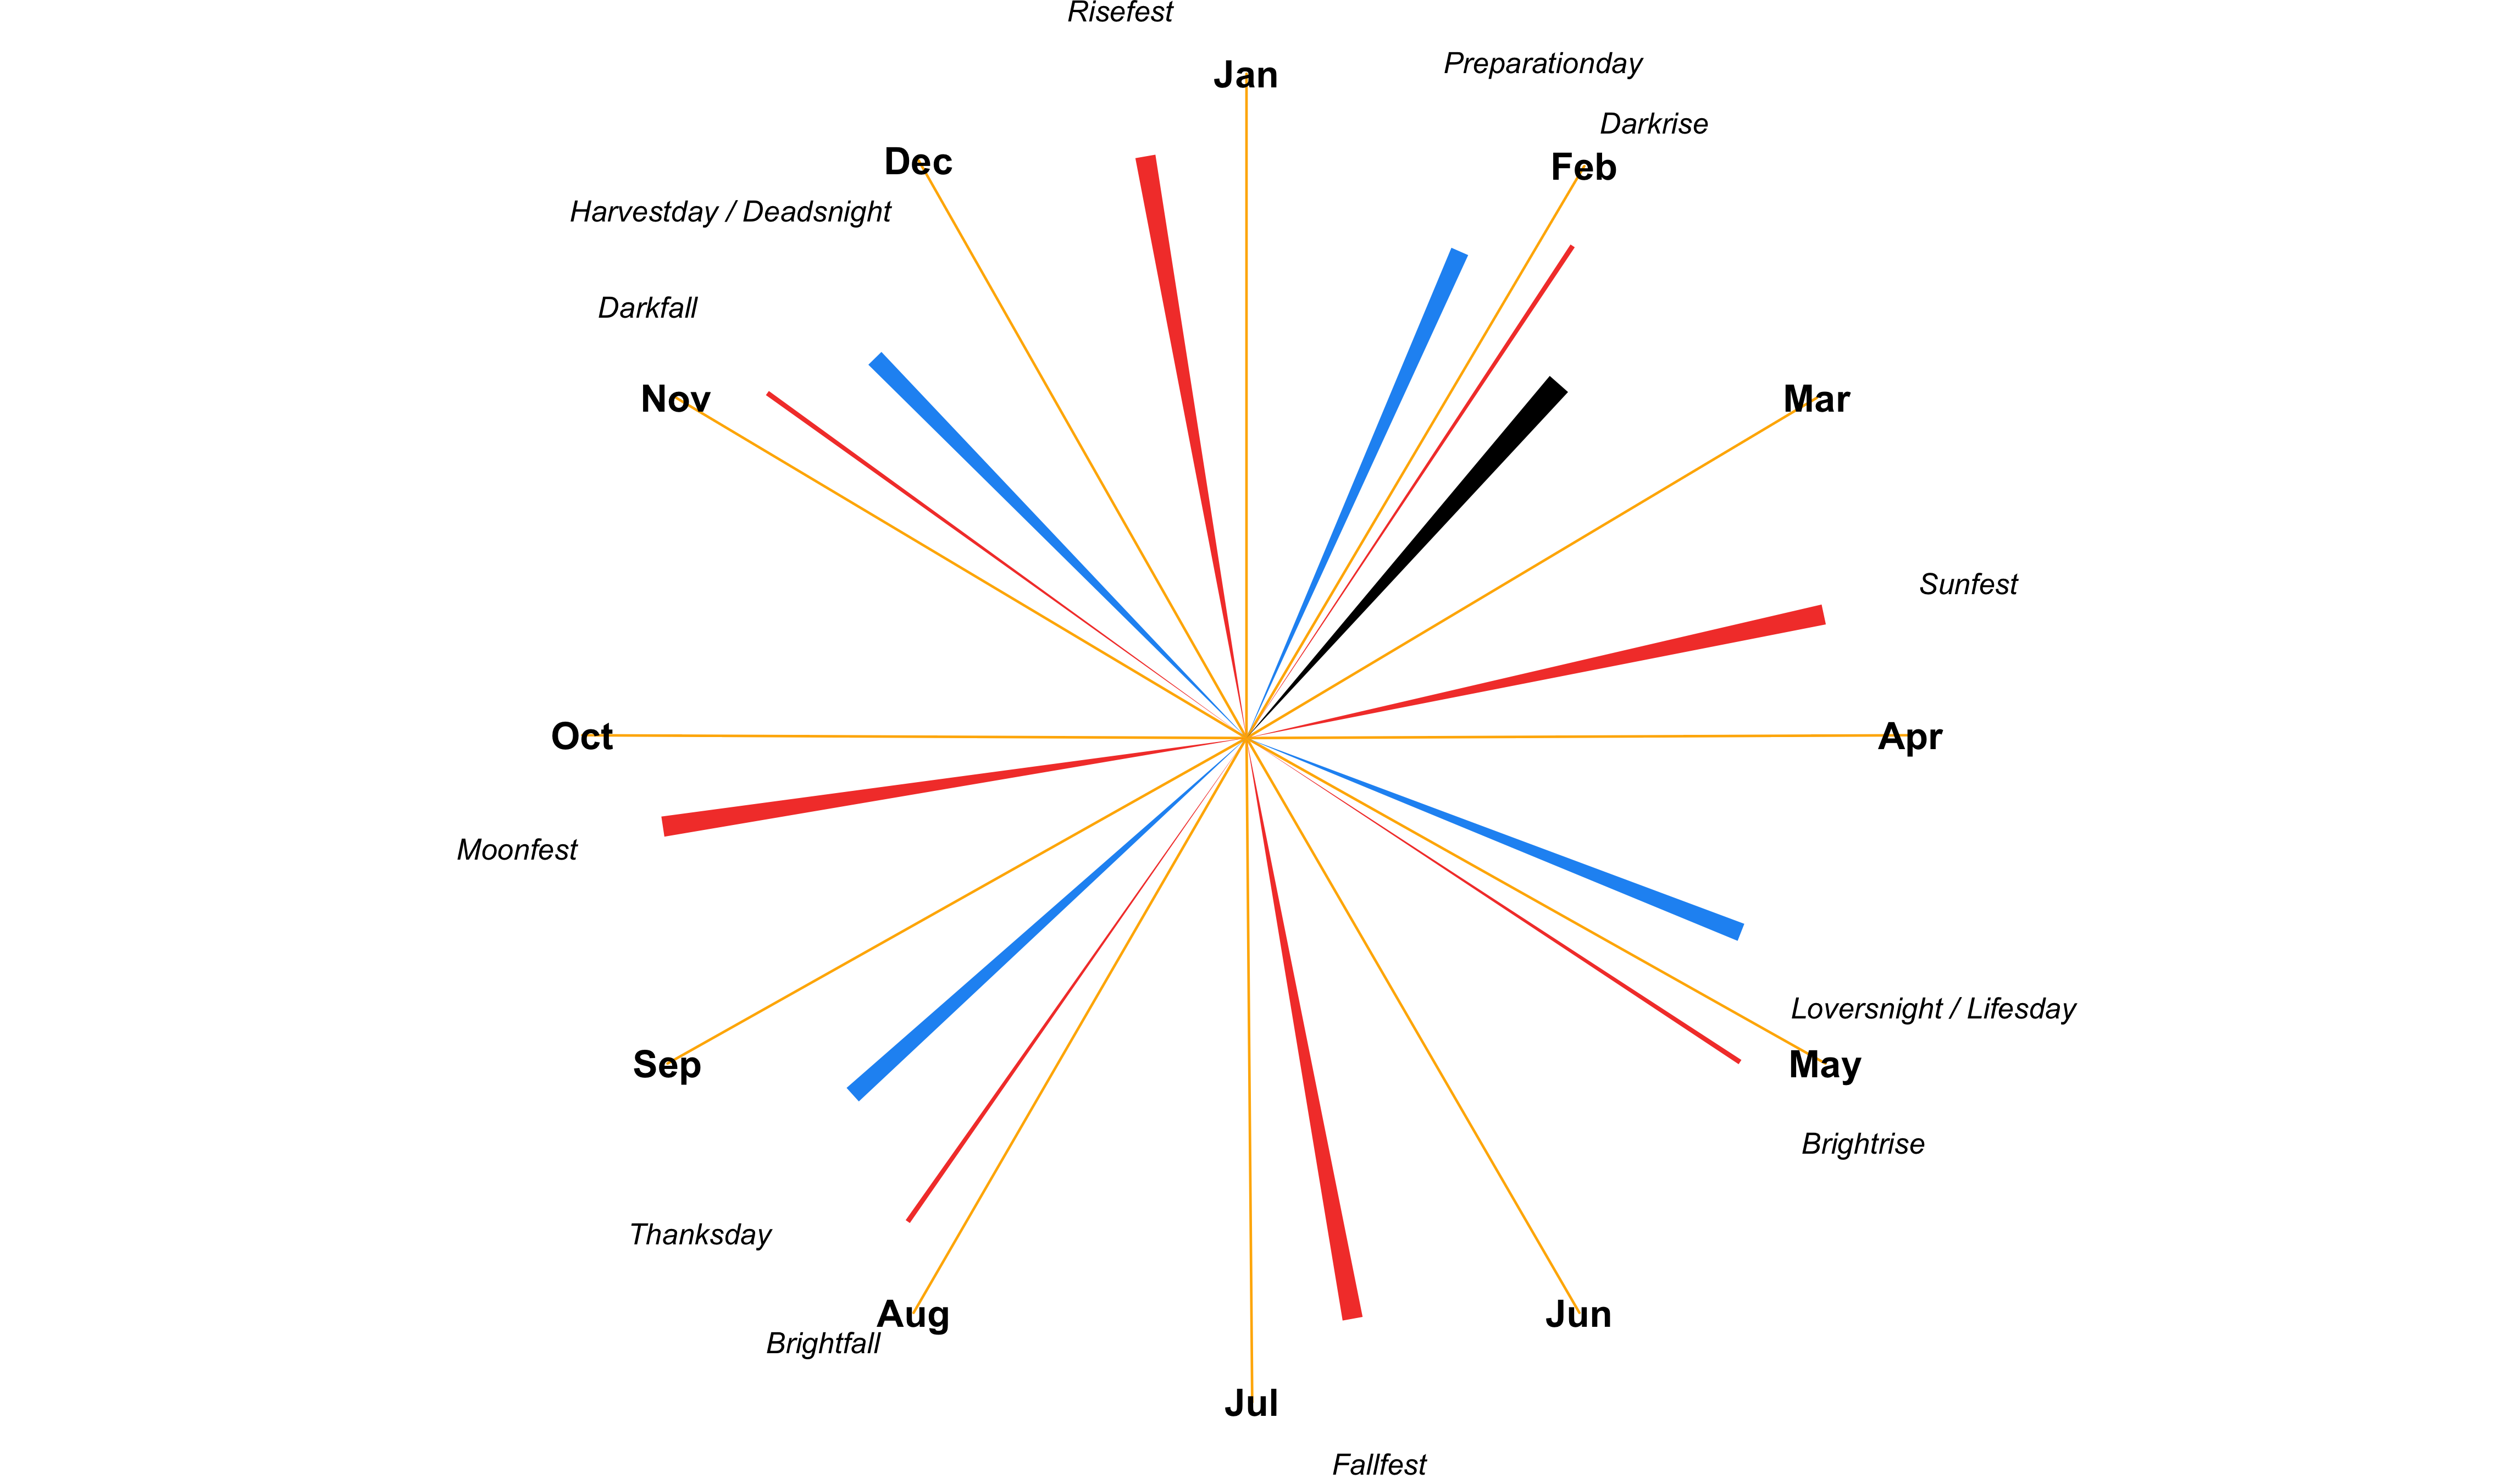 Risefest
Jan
Preparationday
Darkrise
Dec
Feb
Harvestday / Deadsnight
Darkfall
Nov
Mar
Sunfest
Oct
Apr
Moonfest
Loversnight / Lifesday
Sep
May
Brightrise
Thanksday
Aug
Jun
Brightfall
Jul
Fallfest